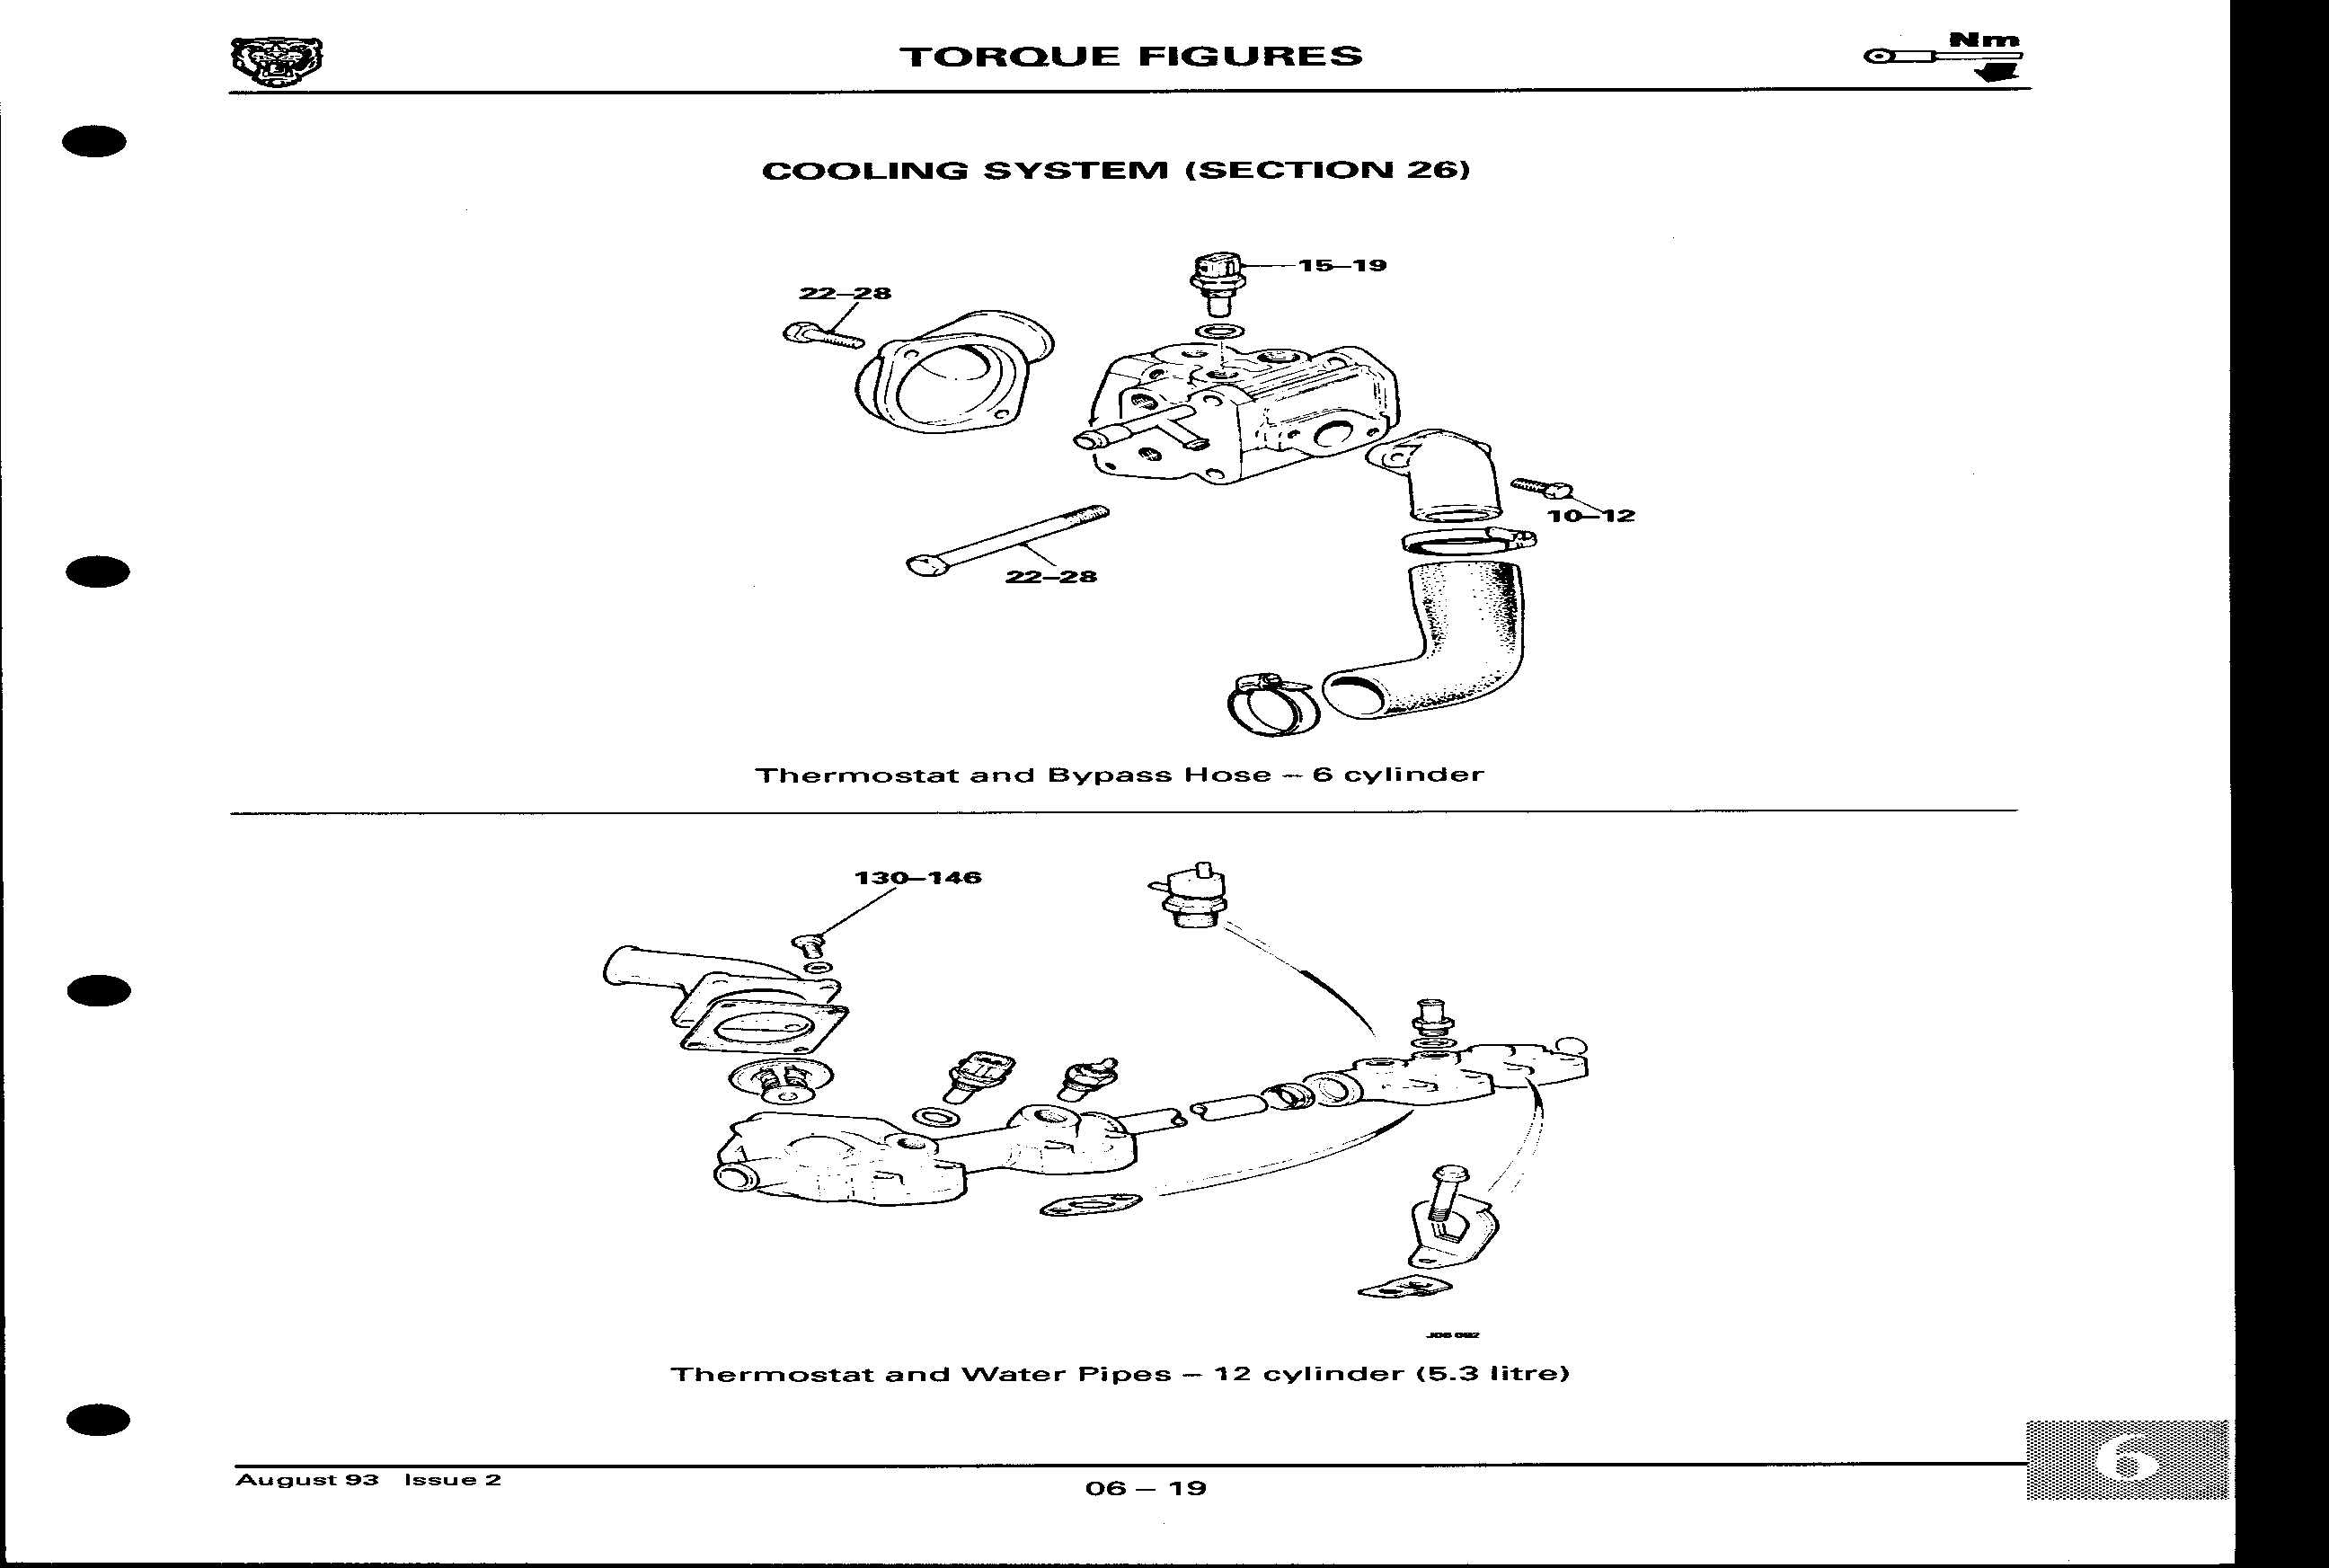 TORQUE FIGURES
Nm
COOLING SYSTEM (SECTION 26)
15–19
22–28
10–12
22–28
Thermostat and Bypass Hose – 6 cylinder
130–146
J06 082
Thermostat and Water Pipes – 12 cylinder (5.3 litre)
6
August 93 Issue 2
06 – 19